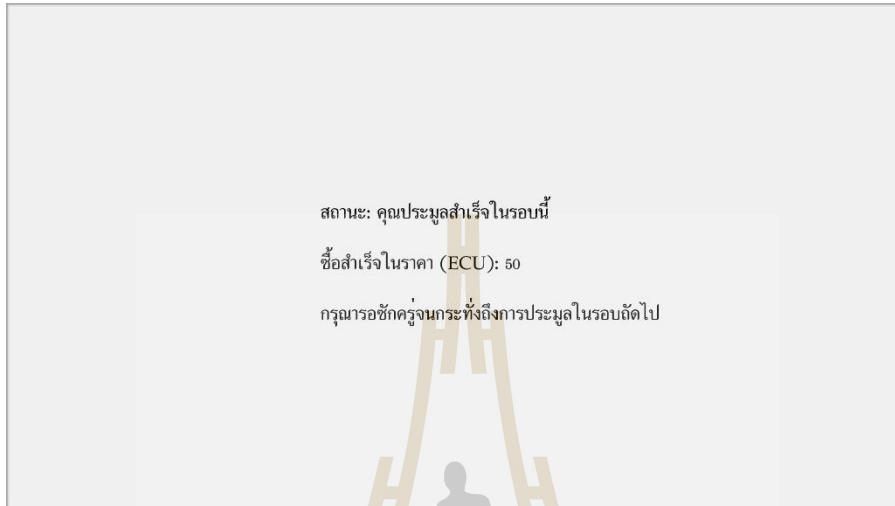 สถานะ: คุณประมูลสำเร็จในรอบนี้
ซื้อสำเร็จในราคา (ECU): 50
กรุณารอซักครู่จนกระทั่งถึงการประมูลในรอบถัดไป